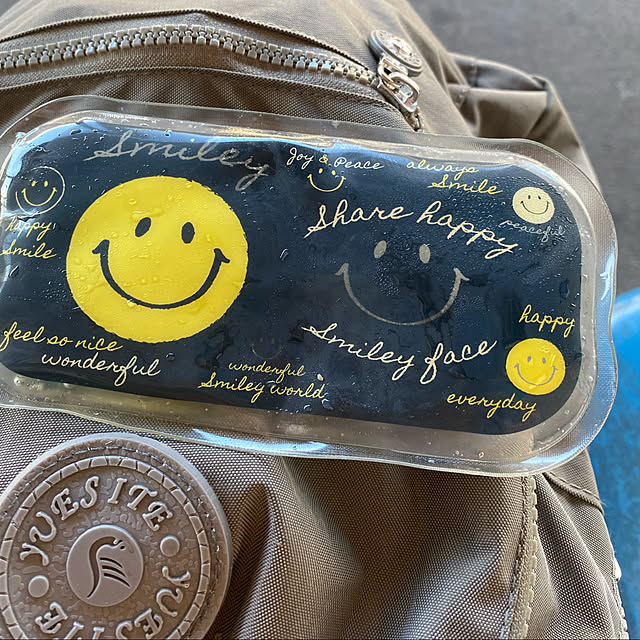 Smiley
Joy & Peace
always
Smile
peaceful
happy
Smile
Share happy
Smiley face
happy
everyday
feel so nice
wonderful
wonderful
Smiley world
YUESITE
YUESITE